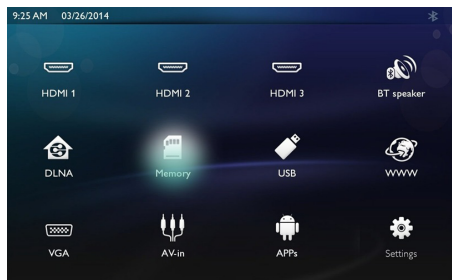 9:25 AM 03/26/2014
HDMI 1 HDMI 2 HDMI 3 BT speaker
DLNA Memory USB WWW
VGA AV-in APPs Settings